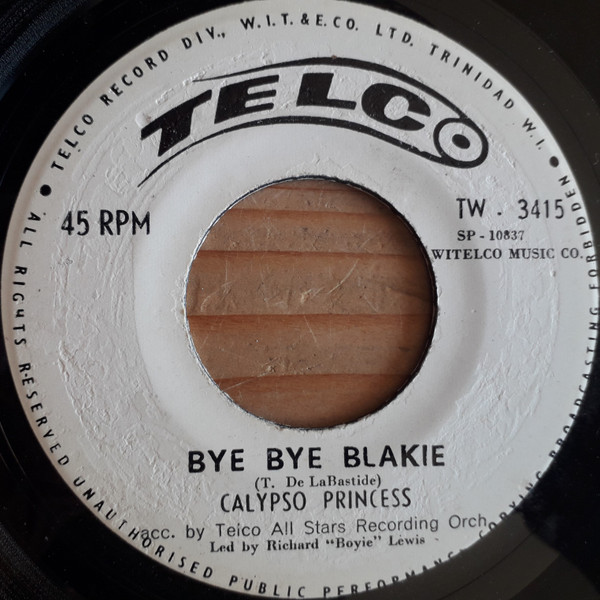 TELCO RECORD DIV., W.I.T.&E.CO. LTD. TRINIDAD W.I.
TELCO
45 RPM
TW - 3415
SP - 10837
WITELCO MUSIC CO.
BYE BYE BLAKIE
(T. De LaBastide)
CALYPSO PRINCESS
acc. by Telco All Stars Recording Orch.
Led by Richard "Boyie" Lewis
ALL RIGHTS RESERVED UNAUTHORISED PUBLIC PERFORMANCE COPYING BROADCASTING FORBIDDEN